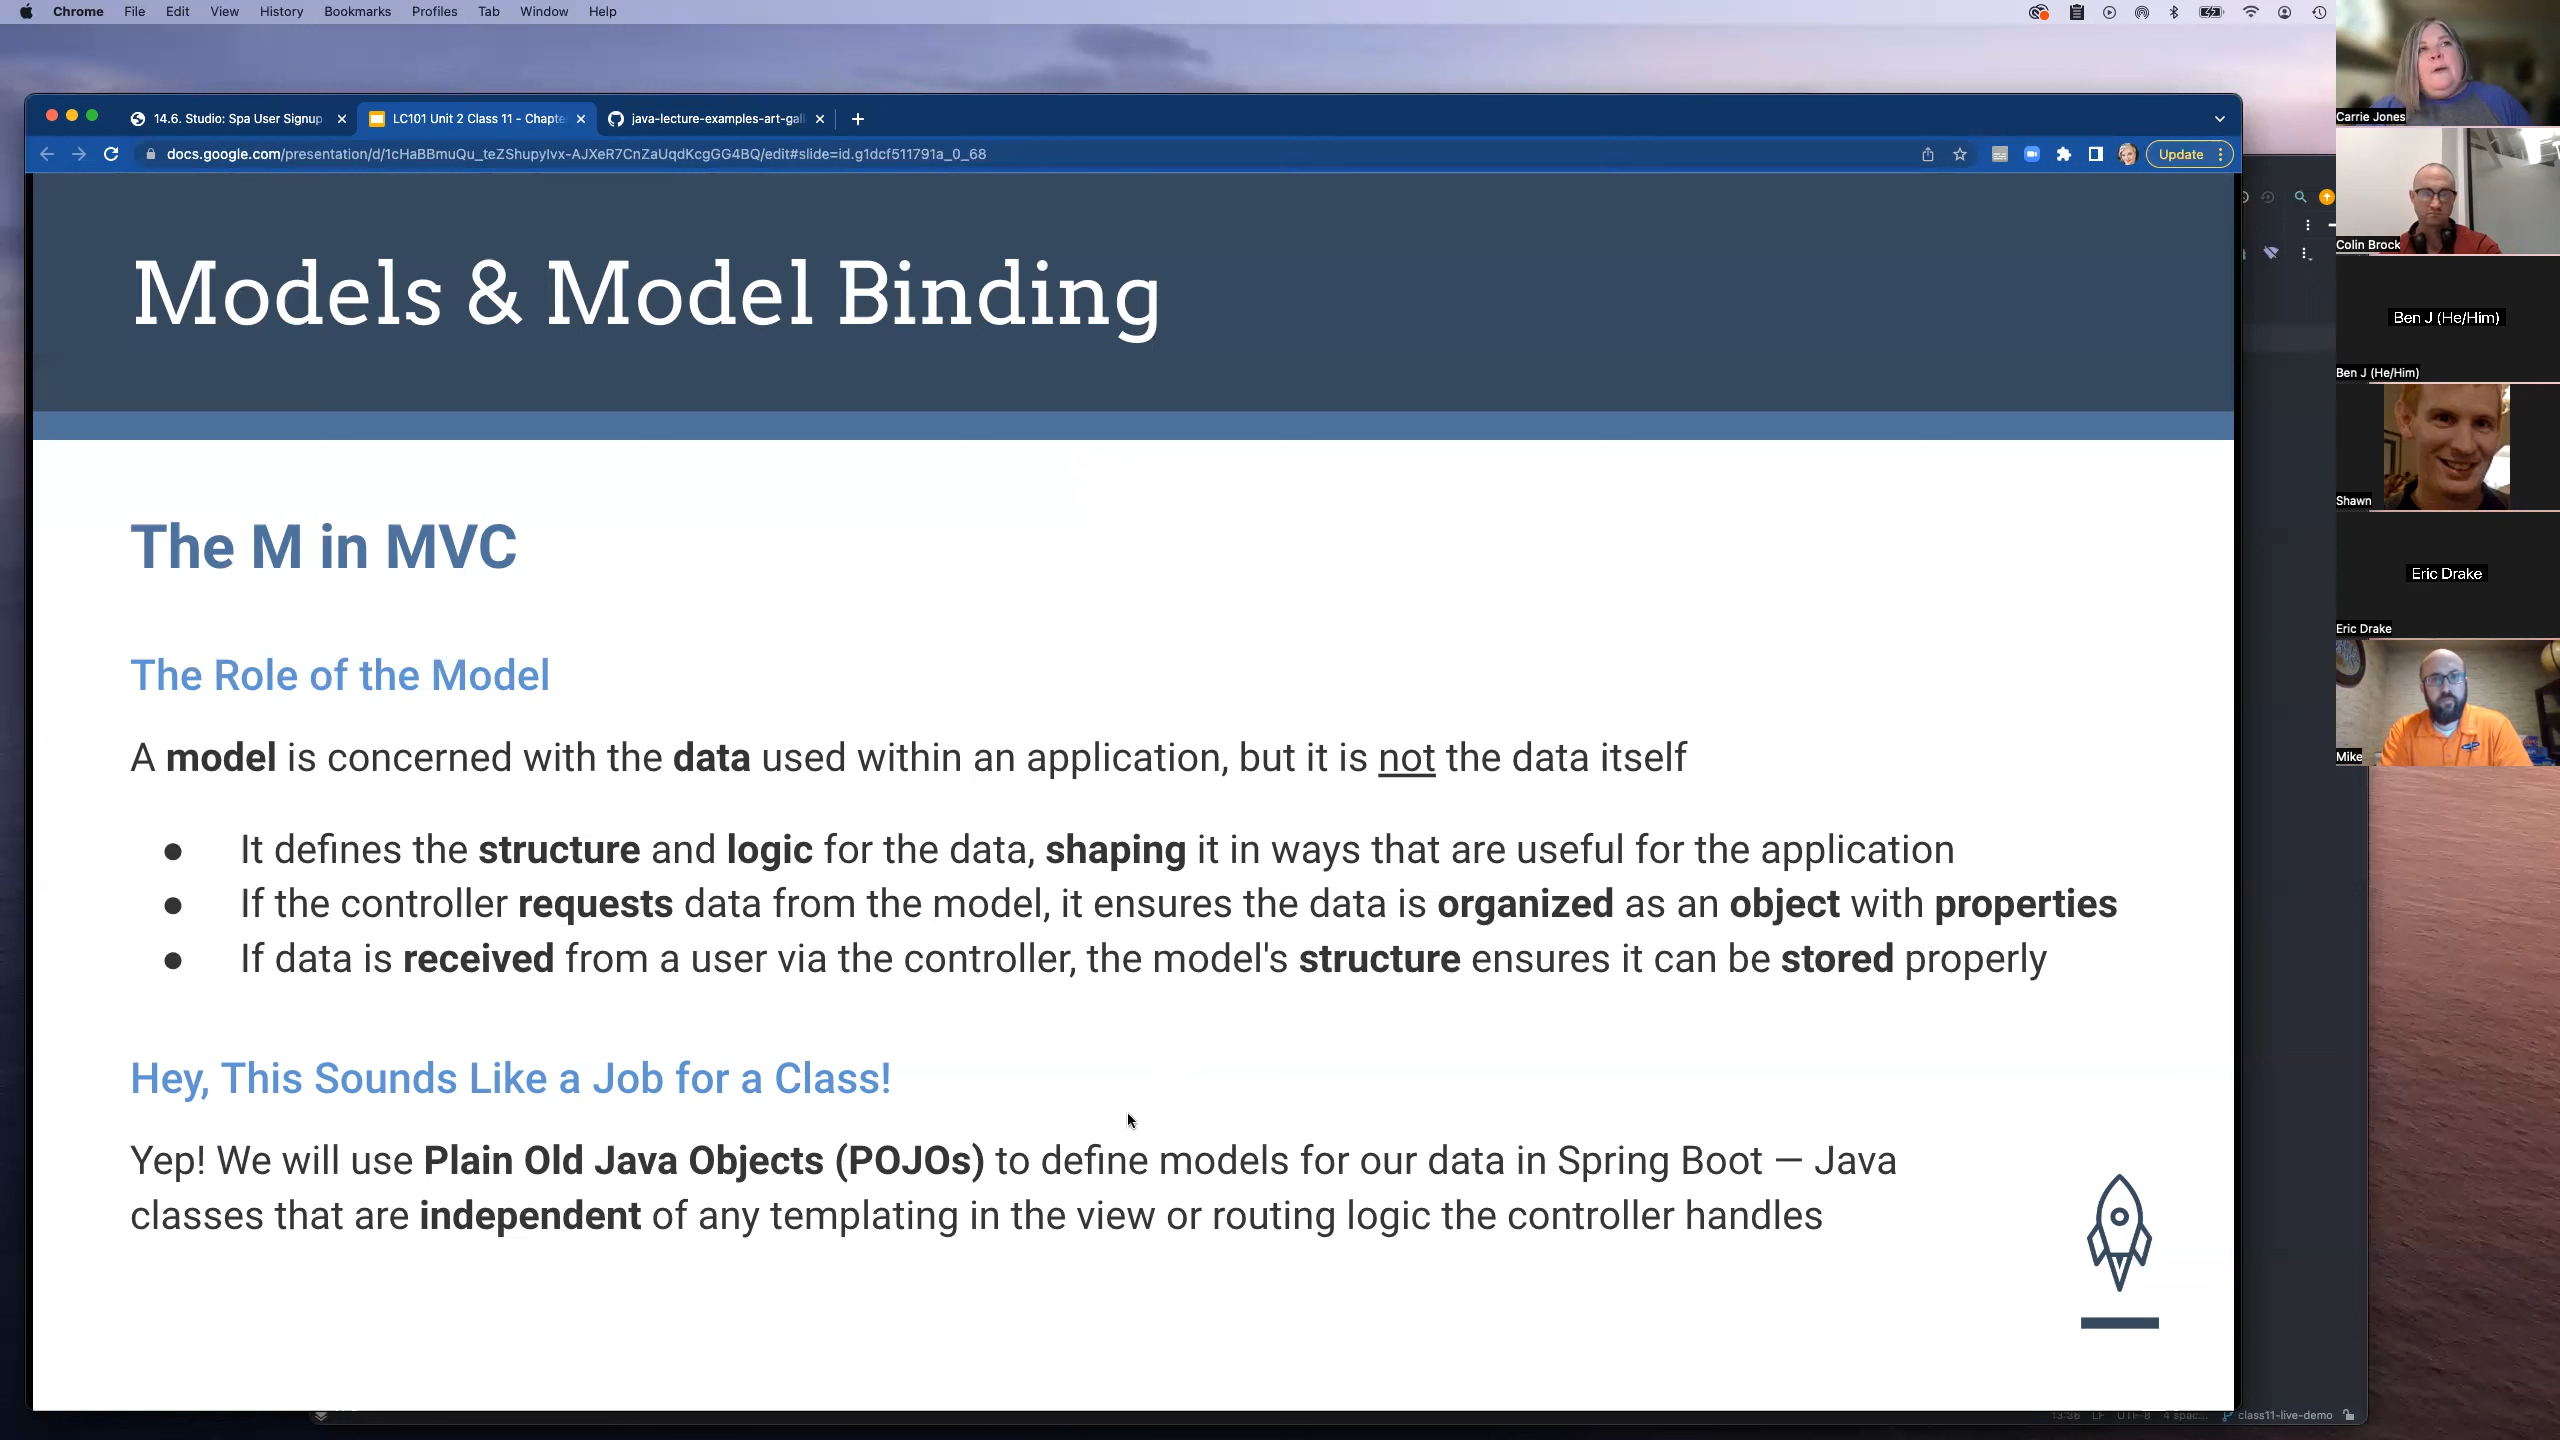 Chrome File Edit View History Bookmarks Profiles Tab Window Help
14.6. Studio: Spa User Signup
LC101 Unit 2 Class 11 - Chapte
java-lecture-examples-art-gall
docs.google.com/presentation/d/1cHaBBmuQu_teZShupyIvx-AJXeR7CnZaUqdKcgGG4BQ/edit#slide=id.g1dcf511791a_0_68
Update
Models & Model Binding
The M in MVC
The Role of the Model
A model is concerned with the data used within an application, but it is not the data itself
● It defines the structure and logic for the data, shaping it in ways that are useful for the application
● If the controller requests data from the model, it ensures the data is organized as an object with properties
● If data is received from a user via the controller, the model's structure ensures it can be stored properly
Hey, This Sounds Like a Job for a Class!
Yep! We will use Plain Old Java Objects (POJOs) to define models for our data in Spring Boot — Java
classes that are independent of any templating in the view or routing logic the controller handles
Carrie Jones
Colin Brock
Ben J (He/Him)
Ben J (He/Him)
Shawn
Eric Drake
Eric Drake
Mike
13:36 LF UTF-8 4 spac... class11-live-demo